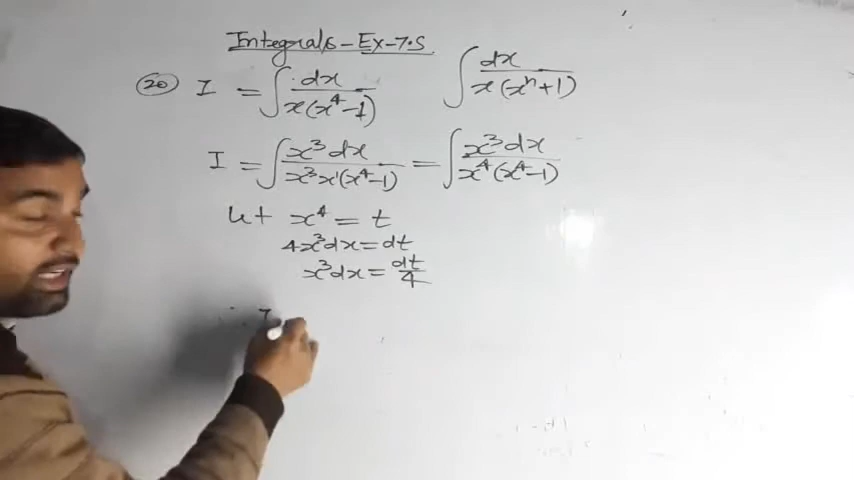 Integrals-Ex-7.5
20 I = ∫ dx / x(x⁴-1) ∫ dx / x(xⁿ+1)
I = ∫ x³dx / x³x¹(x⁴-1) = ∫ x³dx / x⁴(x⁴-1)
Let x⁴ = t
4x³dx = dt
x³dx = dt/4
∴ I